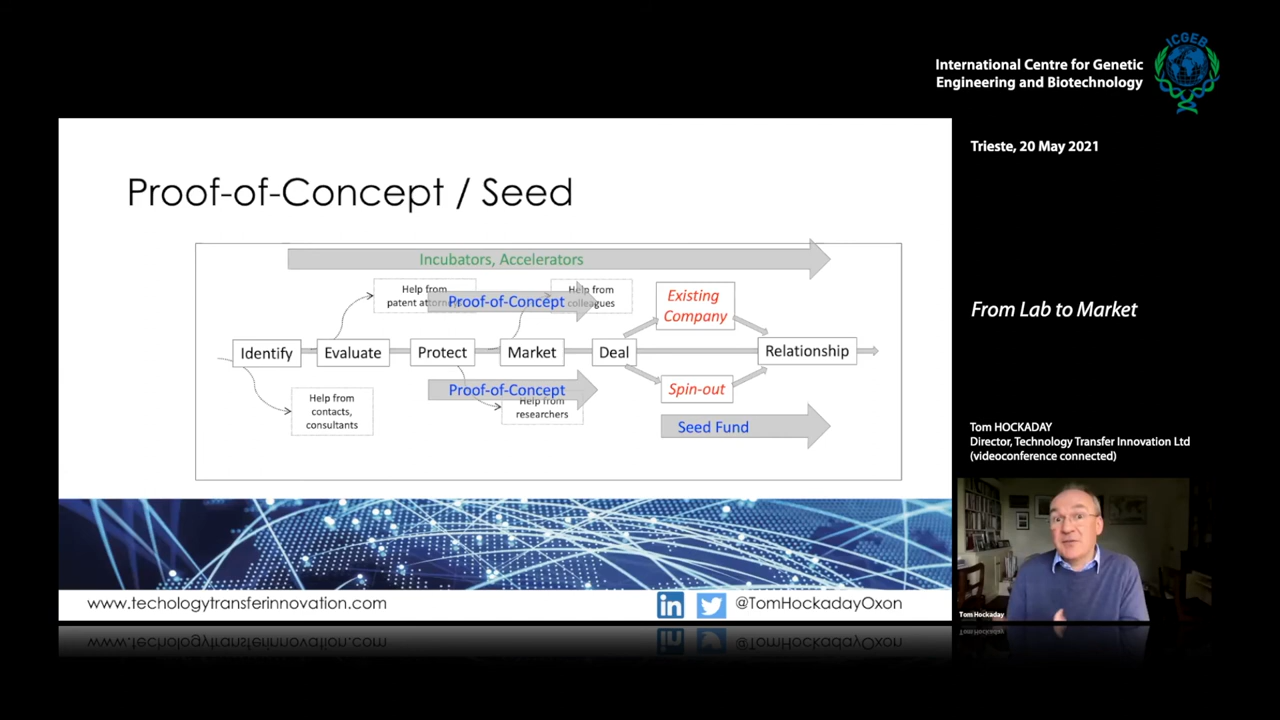 ICGEB
International Centre for Genetic
Engineering and Biotechnology
Trieste, 20 May 2021
Proof-of-Concept / Seed
Incubators, Accelerators
Help from
patent attorneys
Proof-of-Concept
Help from
colleagues
Existing
Company
Identify
Evaluate
Protect
Market
Deal
Relationship
Help from
contacts,
consultants
Proof-of-Concept
Help from
researchers
Spin-out
Seed Fund
From Lab to Market
Tom HOCKADAY
Director, Technology Transfer Innovation Ltd
(videoconference connected)
Tom Hockaday
www.techologytransferinnovation.com
in
@TomHockadayOxon